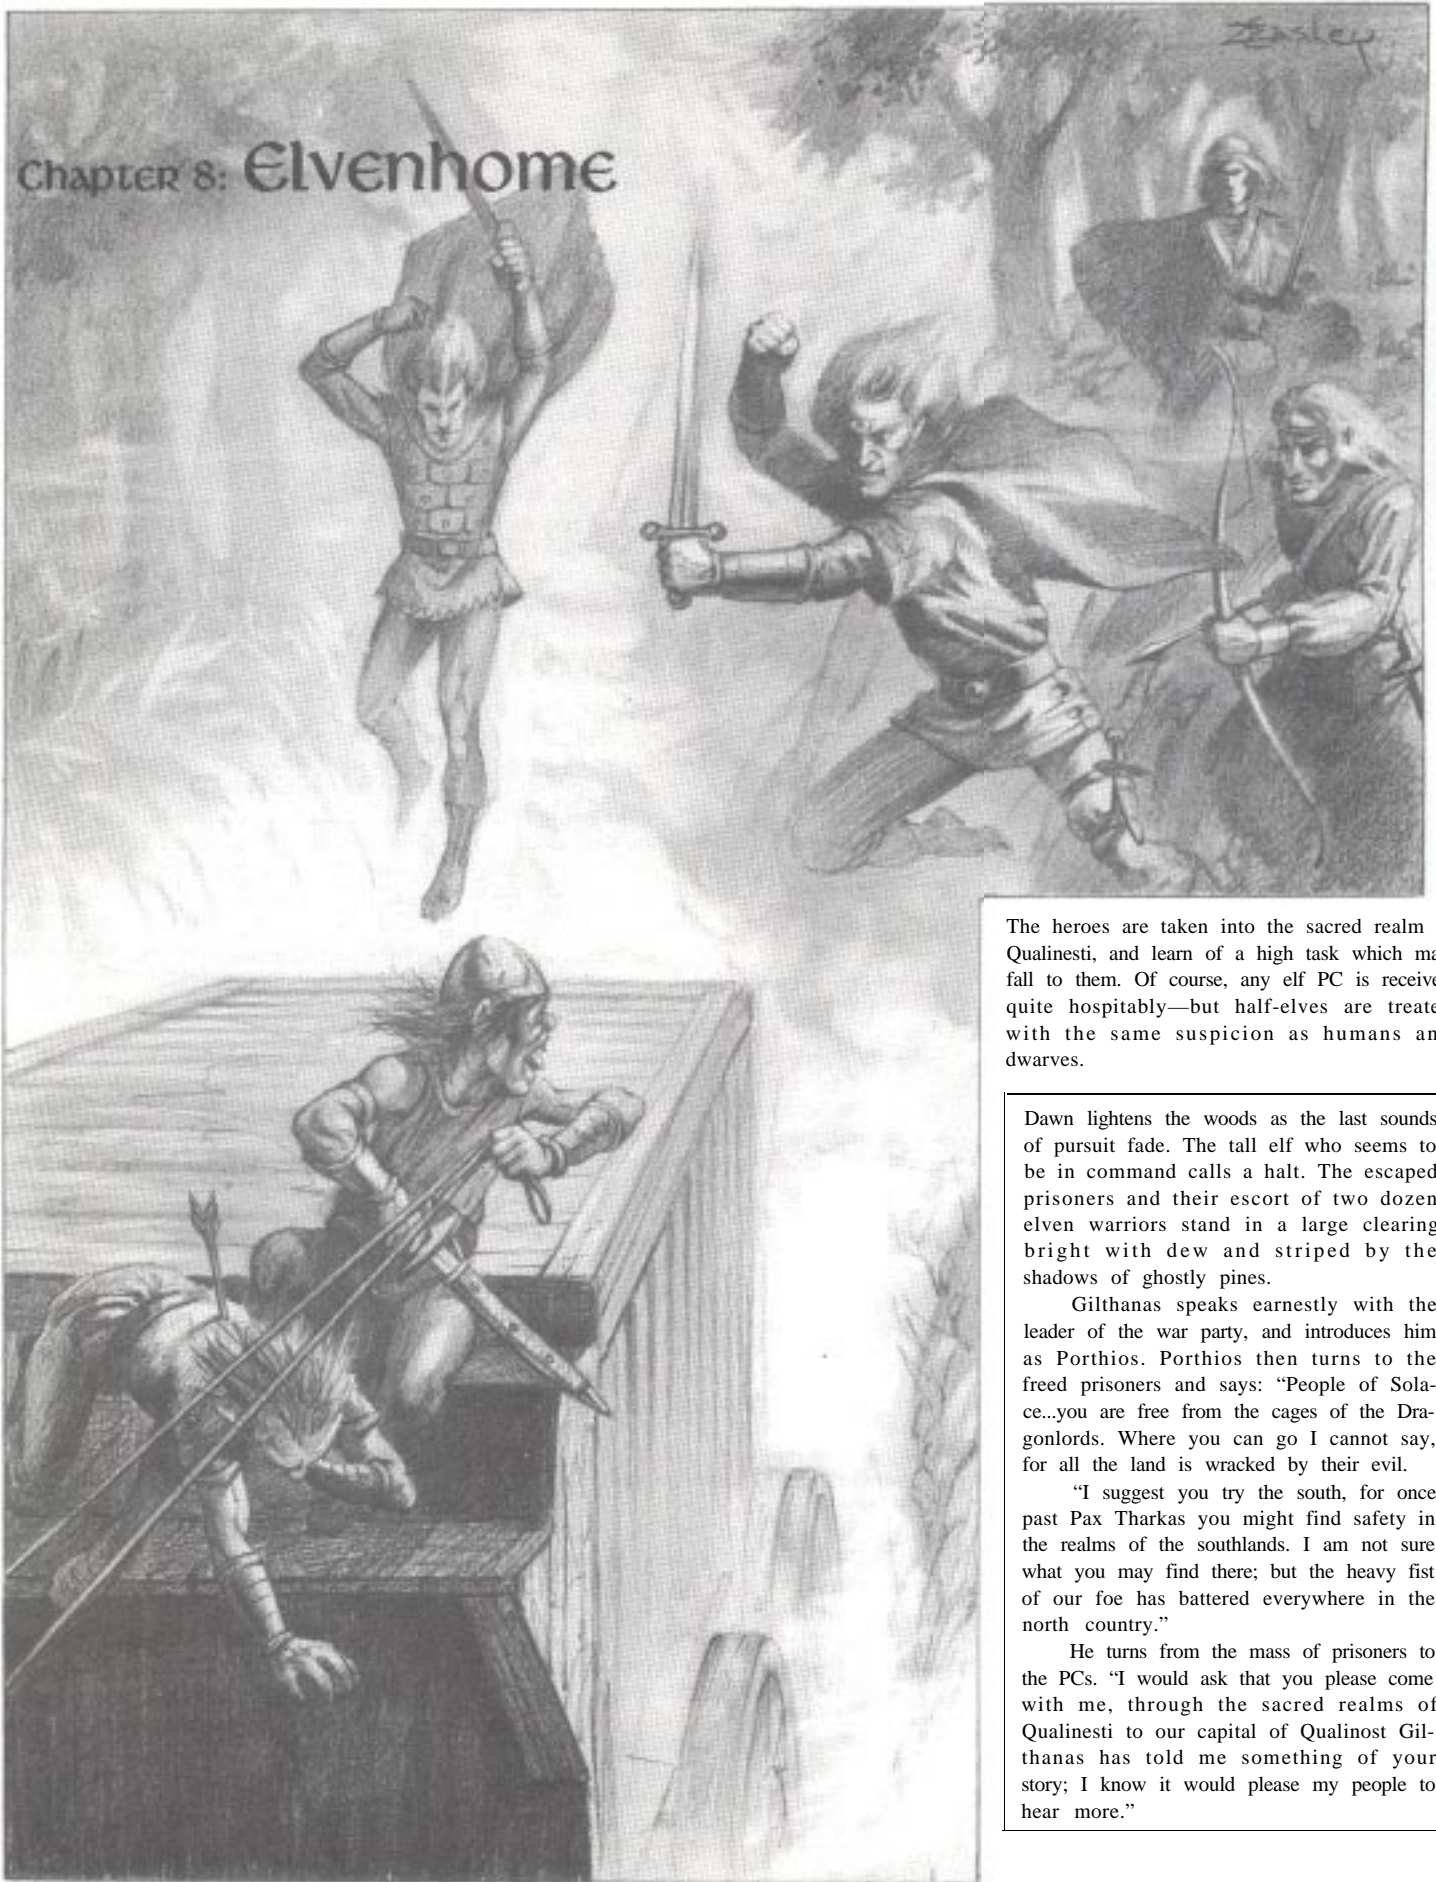 ZEasley
Chapter 8: Elvenhome
The heroes are taken into the sacred realm
Qualinesti, and learn of a high task which ma
fall to them. Of course, any elf PC is receive
quite hospitably—but half-elves are treate
with the same suspicion as humans an
dwarves.
Dawn lightens the woods as the last sounds
of pursuit fade. The tall elf who seems to
be in command calls a halt. The escaped
prisoners and their escort of two dozen
elven warriors stand in a large clearing
bright with dew and striped by the
shadows of ghostly pines.
Gilthanas speaks earnestly with the
leader of the war party, and introduces him
as Porthios. Porthios then turns to the
freed prisoners and says: “People of Sola-
ce...you are free from the cages of the Dra-
gonlords. Where you can go I cannot say,
for all the land is wracked by their evil.
“I suggest you try the south, for once
past Pax Tharkas you might find safety in
the realms of the southlands. I am not sure
what you may find there; but the heavy fist
of our foe has battered everywhere in the
north country.”
He turns from the mass of prisoners to
the PCs. “I would ask that you please come
with me, through the sacred realms of
Qualinesti to our capital of Qualinost Gil-
thanas has told me something of your
story; I know it would please my people to
hear more.”